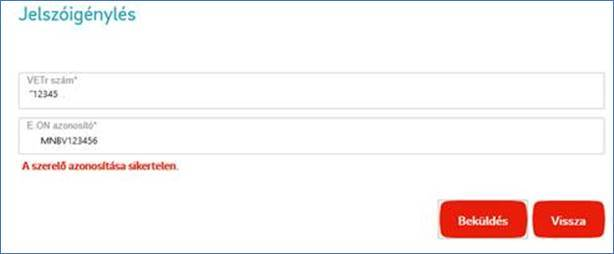 Jelszóigénylés
VETr szám*
"12345
E.ON azonosító*
MNBV123456
A szerelő azonosítása sikertelen.
Beküldés
Vissza